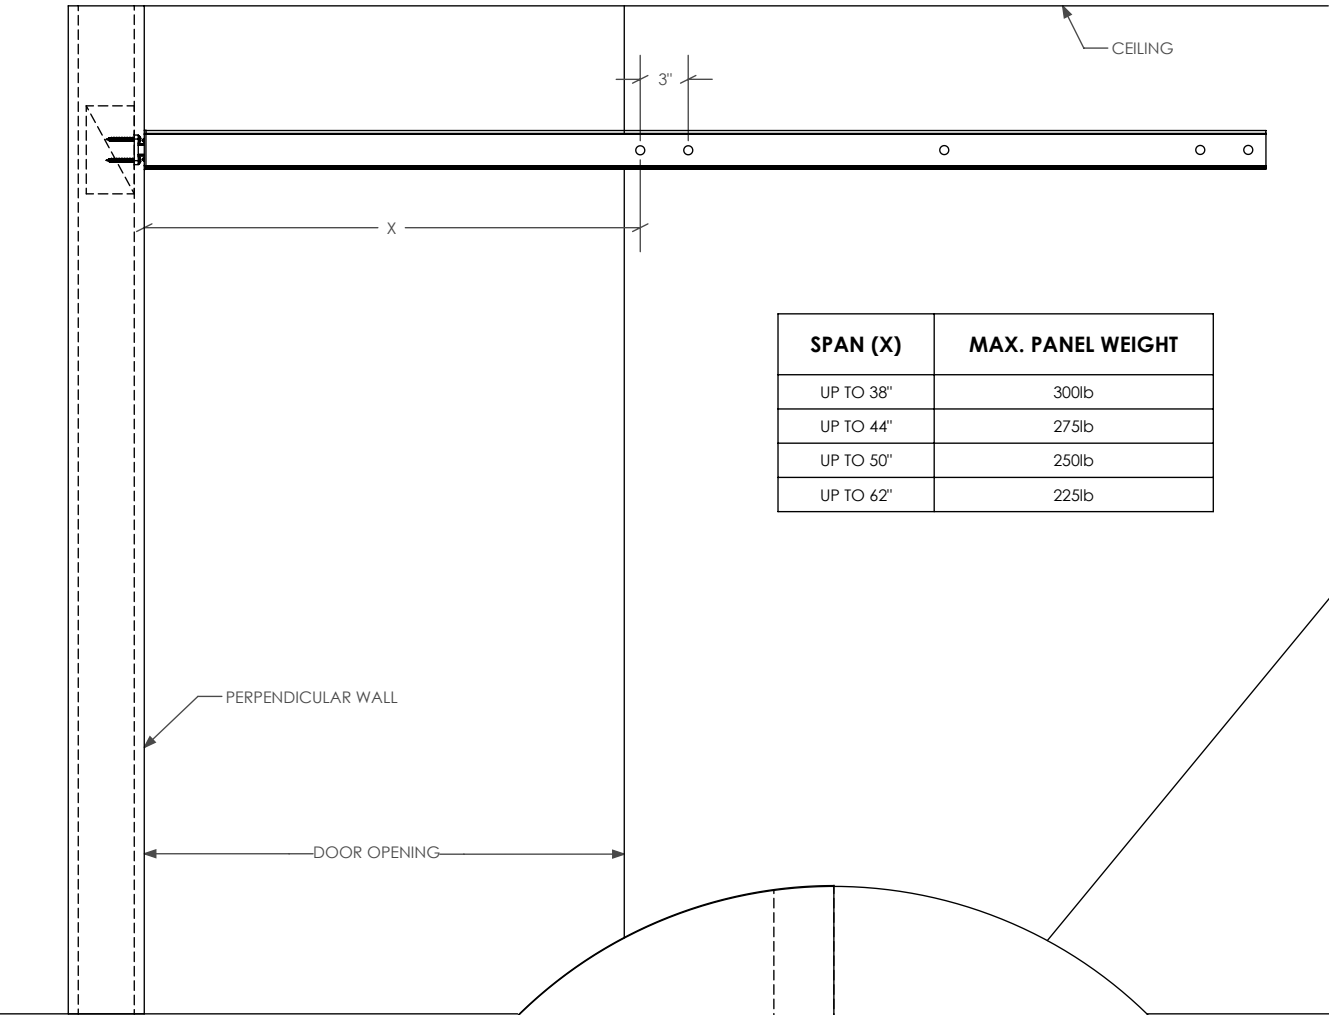 CEILING
3"
X
SPAN (X) MAX. PANEL WEIGHT
UP TO 38" 300lb
UP TO 44" 275lb
UP TO 50" 250lb
UP TO 62" 225lb
PERPENDICULAR WALL
DOOR OPENING